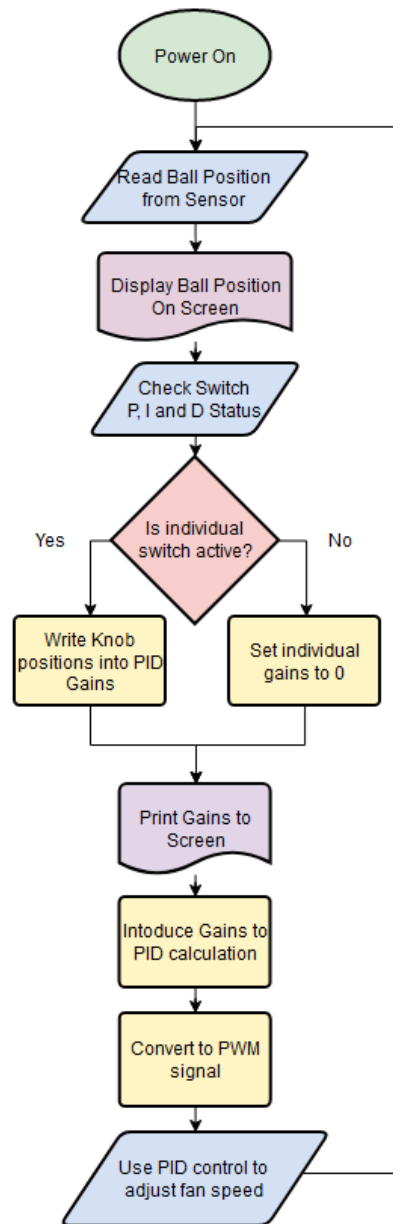 Power On
Read Ball Position
from Sensor
Display Ball Position
On Screen
Check Switch
P, I and D Status
Is individual
switch active?
Yes
No
Write Knob
positions into PID
Gains
Set individual
gains to 0
Print Gains to
Screen
Intoduce Gains to
PID calculation
Convert to PWM
signal
Use PID control to
adjust fan speed